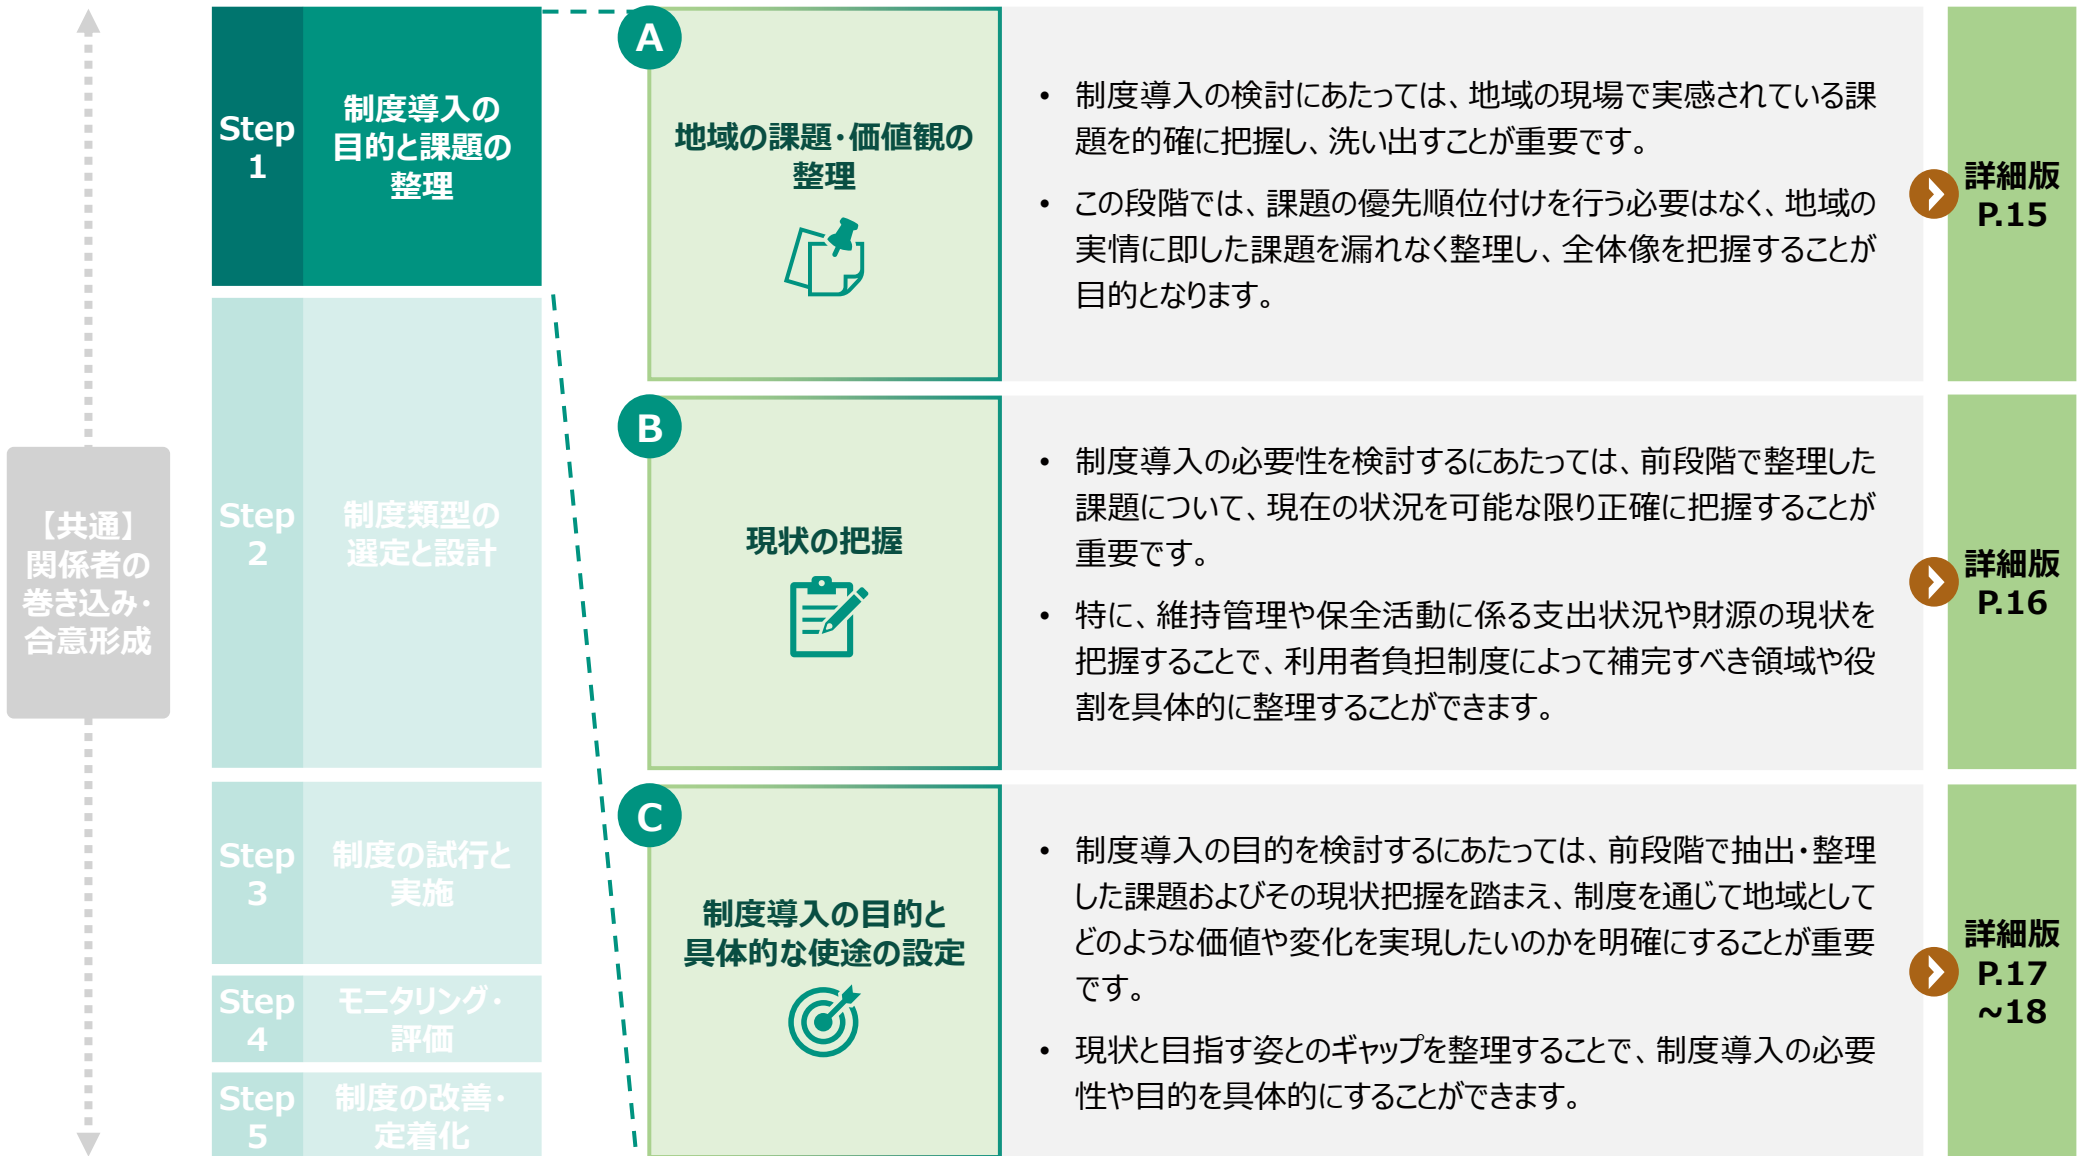 【共通】
関係者の
巻き込み・
合意形成
Step
1
制度導入の
目的と課題の
整理
Step
2
制度類型の
選定と設計
Step
3
制度の試行と
実施
Step
4
モニタリング・
評価
Step
5
制度の改善・
定着化
A
地域の課題・価値観の
整理
• 制度導入の検討にあたっては、地域の現場で実感されている課
題を的確に把握し、洗い出すことが重要です。
• この段階では、課題の優先順位付けを行う必要はなく、地域の
実情に即した課題を漏れなく整理し、全体像を把握することが
目的となります。
詳細版
P.15
B
現状の把握
• 制度導入の必要性を検討するにあたっては、前段階で整理した
課題について、現在の状況を可能な限り正確に把握することが
重要です。
• 特に、維持管理や保全活動に係る支出状況や財源の現状を
把握することで、利用者負担制度によって補完すべき領域や役
割を具体的に整理することができます。
詳細版
P.16
C
制度導入の目的と
具体的な使途の設定
• 制度導入の目的を検討するにあたっては、前段階で抽出・整理
した課題およびその現状把握を踏まえ、制度を通じて地域として
どのような価値や変化を実現したいのかを明確にすることが重要
です。
• 現状と目指す姿とのギャップを整理することで、制度導入の必要
性や目的を具体的にすることができます。
詳細版
P.17
~18